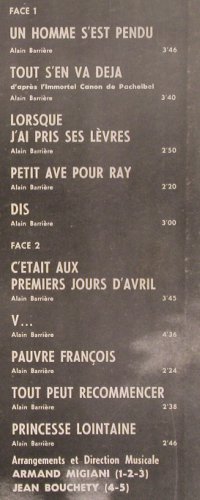 FACE 1
UN HOMME S'EST PENDU
Alain Barrière 3'46
TOUT S'EN VA DEJA
d'après l'Immortel Canon de Pachelbel
Alain Barrière 3'40
LORSQUE
J'AI PRIS SES LÈVRES
Alain Barrière 2'50
PETIT AVE POUR RAY
Alain Barrière 2'20
DIS
Alain Barrière 3'00
FACE 2
C'ÉTAIT AUX
PREMIERS JOURS D'AVRIL
Alain Barrière 3'45
V...
Alain Barrière 4'36
PAUVRE FRANÇOIS
Alain Barrière 2'24
TOUT PEUT RECOMMENCER
Alain Barrière 2'38
PRINCESSE LOINTAINE
Alain Barrière 2'46
Arrangements et Direction Musicale
ARMAND MIGIANI (1-2-3)
JEAN BOUCHETY (4-5)